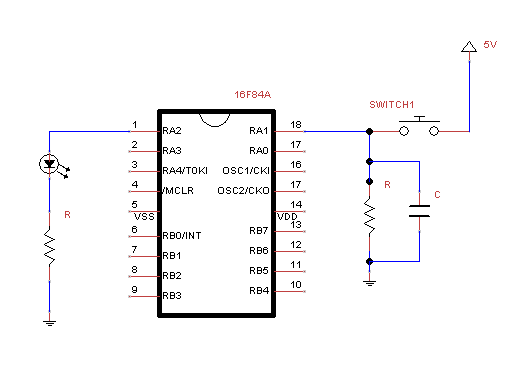 5V
16F84A
SWITCH1
1 RA2 RA1 18
2 RA3 RA0 17
3 RA4/T0KI OSC1/CKI 16
4 /MCLR OSC2/CKO 17
5 VSS VDD 14
6 RB0/INT RB7 13
7 RB1 RB6 12
8 RB2 RB5 11
9 RB3 RB4 10
R
R
C